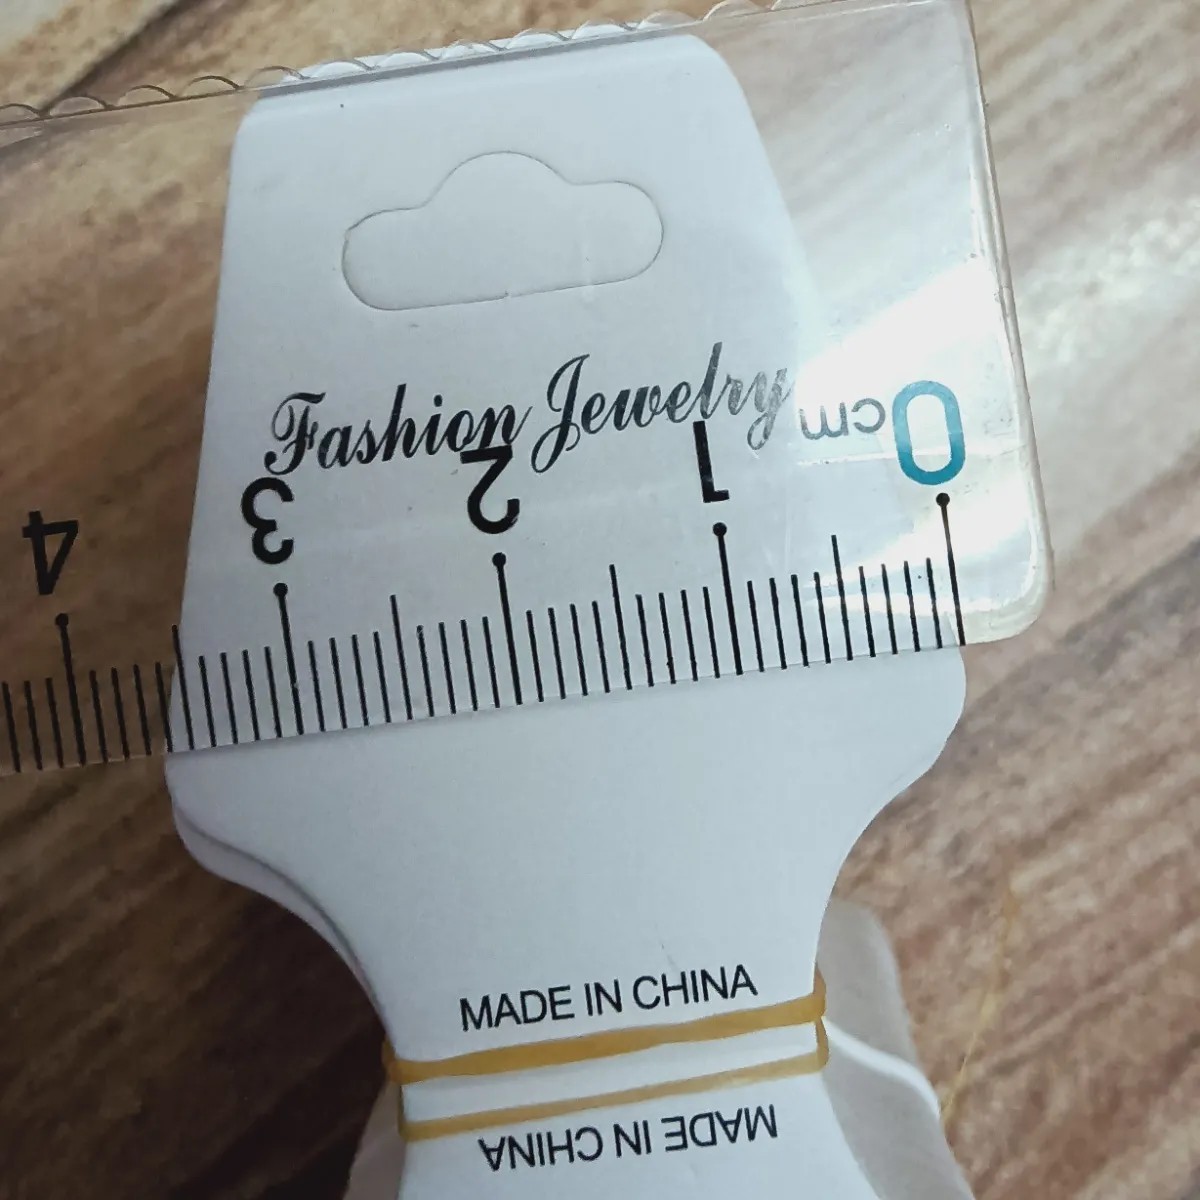 Fashion Jewelry
4 3 2 1 0cm
MADE IN CHINA
MADE IN CHINA